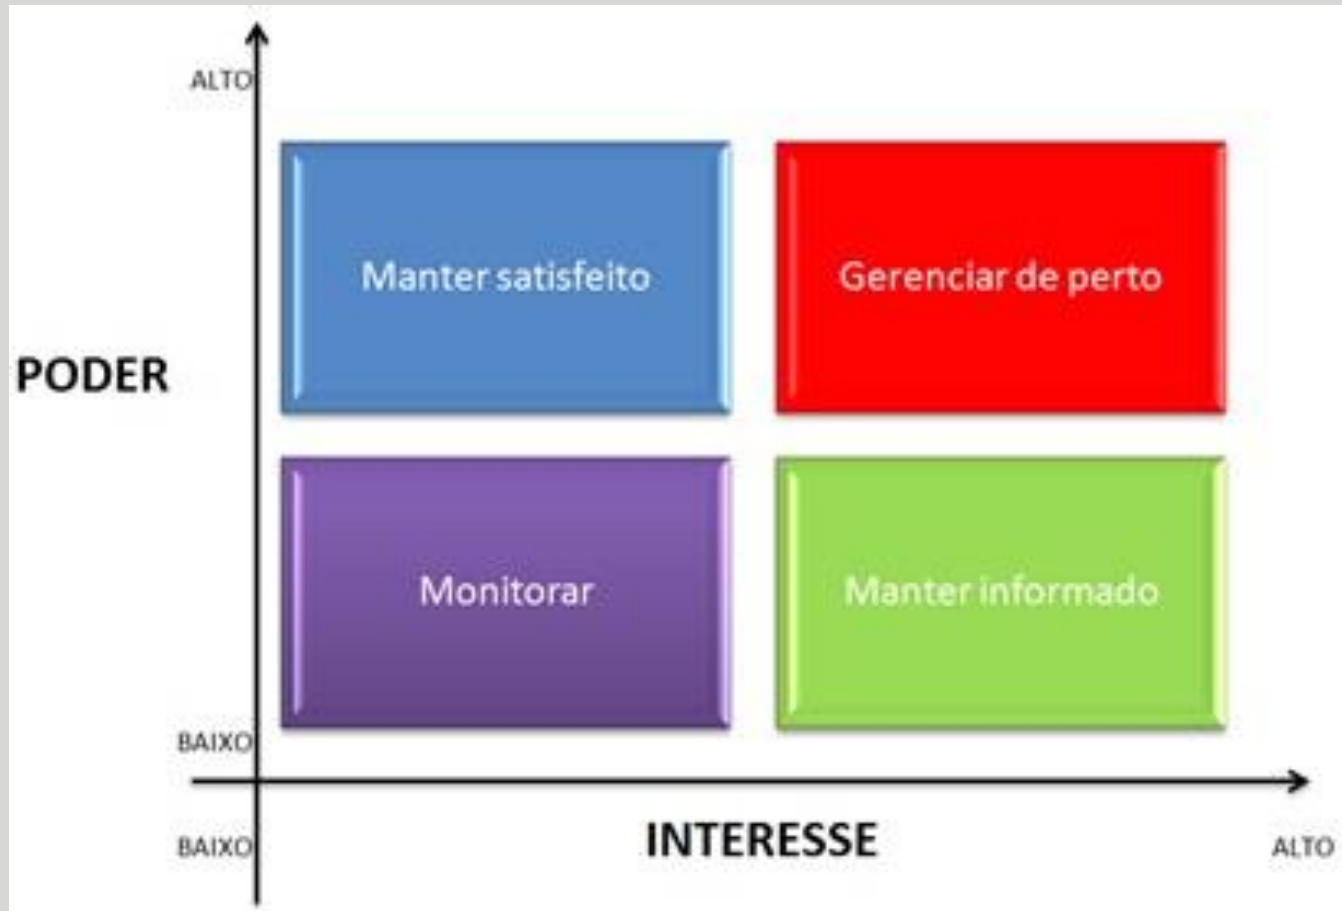 ALTO
Manter satisfeito
Gerenciar de perto
PODER
Monitorar
Manter informado
BAIXO
BAIXO
INTERESSE
ALTO